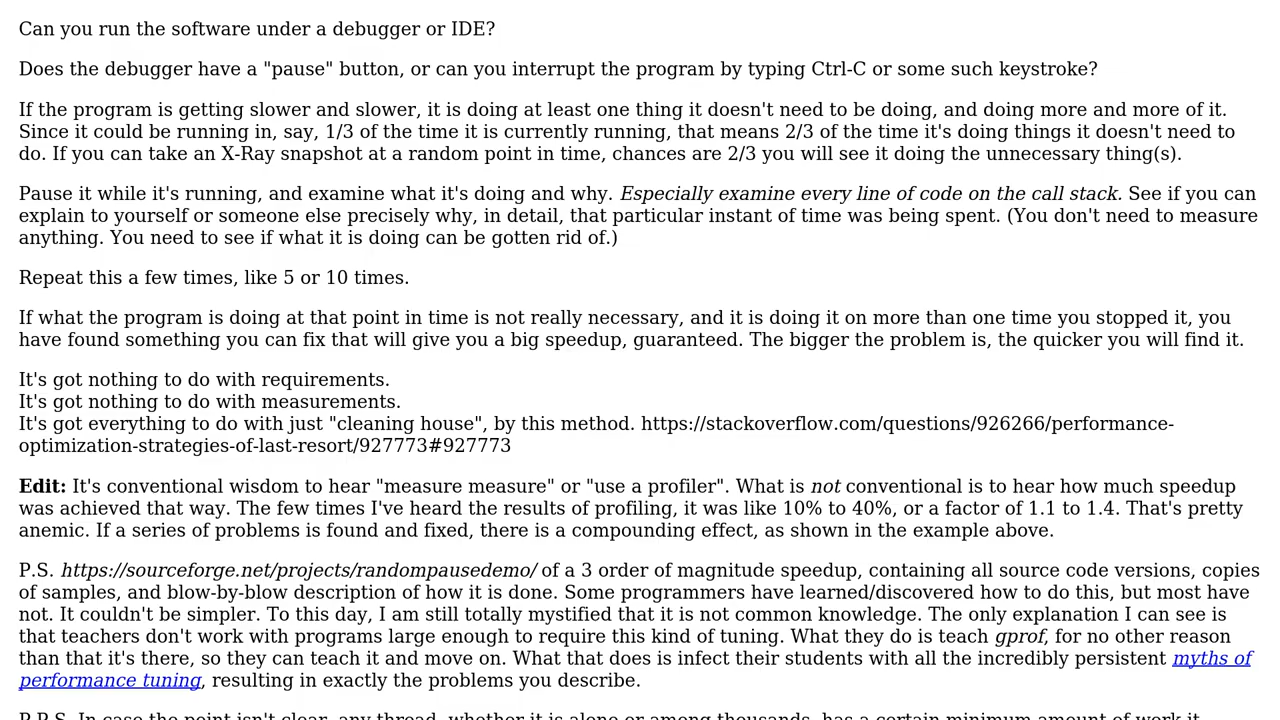 Can you run the software under a debugger or IDE?
Does the debugger have a "pause" button, or can you interrupt the program by typing Ctrl-C or some such keystroke?
If the program is getting slower and slower, it is doing at least one thing it doesn't need to be doing, and doing more and more of it.
Since it could be running in, say, 1/3 of the time it is currently running, that means 2/3 of the time it's doing things it doesn't need to
do. If you can take an X-Ray snapshot at a random point in time, chances are 2/3 you will see it doing the unnecessary thing(s).
Pause it while it's running, and examine what it's doing and why. Especially examine every line of code on the call stack. See if you can
explain to yourself or someone else precisely why, in detail, that particular instant of time was being spent. (You don't need to measure
anything. You need to see if what it is doing can be gotten rid of.)
Repeat this a few times, like 5 or 10 times.
If what the program is doing at that point in time is not really necessary, and it is doing it on more than one time you stopped it, you
have found something you can fix that will give you a big speedup, guaranteed. The bigger the problem is, the quicker you will find it.
It's got nothing to do with requirements.
It's got nothing to do with measurements.
It's got everything to do with just "cleaning house", by this method. https://stackoverflow.com/questions/926266/performance-
optimization-strategies-of-last-resort/927773#927773
Edit: It's conventional wisdom to hear "measure measure" or "use a profiler". What is not conventional is to hear how much speedup
was achieved that way. The few times I've heard the results of profiling, it was like 10% to 40%, or a factor of 1.1 to 1.4. That's pretty
anemic. If a series of problems is found and fixed, there is a compounding effect, as shown in the example above.
P.S. https://sourceforge.net/projects/randompausedemo/ of a 3 order of magnitude speedup, containing all source code versions, copies
of samples, and blow-by-blow description of how it is done. Some programmers have learned/discovered how to do this, but most have
not. It couldn't be simpler. To this day, I am still totally mystified that it is not common knowledge. The only explanation I can see is
that teachers don't work with programs large enough to require this kind of tuning. What they do is teach gprof, for no other reason
than that it's there, so they can teach it and move on. What that does is infect their students with all the incredibly persistent myths of
performance tuning, resulting in exactly the problems you describe.
P.P.S. In case the point isn't clear, any thread, whether it is alone or among thousands, has a certain minimum amount of work it